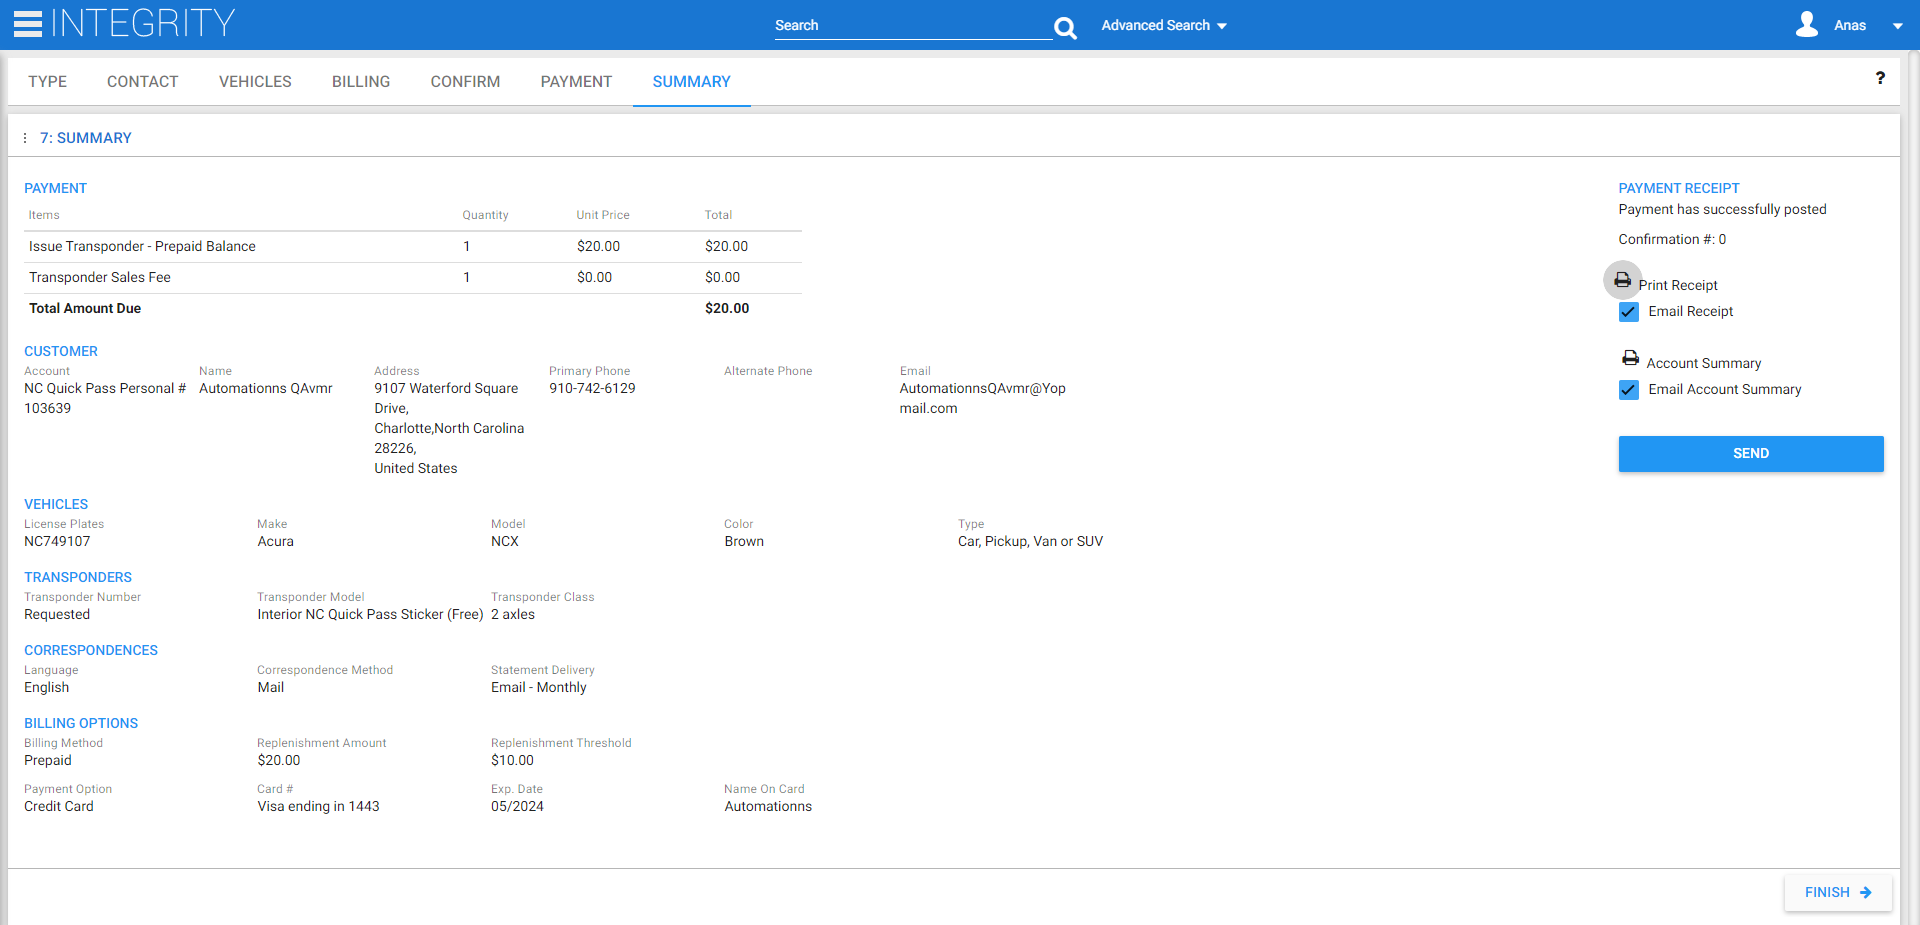 INTEGRITY
Search
Advanced Search
Anas
TYPE CONTACT VEHICLES BILLING CONFIRM PAYMENT SUMMARY
?
7: SUMMARY
PAYMENT
Items Quantity Unit Price Total
Issue Transponder - Prepaid Balance 1 $20.00 $20.00
Transponder Sales Fee 1 $0.00 $0.00
Total Amount Due $20.00
CUSTOMER
Account Name Address Primary Phone Alternate Phone Email
NC Quick Pass Personal # Automationns QAvmr 9107 Waterford Square 910-742-6129 AutomationnsQAvmr@Yop
103639 Drive, mail.com
Charlotte,North Carolina
28226,
United States
VEHICLES
License Plates Make Model Color Type
NC749107 Acura NCX Brown Car, Pickup, Van or SUV
TRANSPONDERS
Transponder Number Transponder Model Transponder Class
Requested Interior NC Quick Pass Sticker (Free) 2 axles
CORRESPONDENCES
Language Correspondence Method Statement Delivery
English Mail Email - Monthly
BILLING OPTIONS
Billing Method Replenishment Amount Replenishment Threshold
Prepaid $20.00 $10.00
Payment Option Card # Exp. Date Name On Card
Credit Card Visa ending in 1443 05/2024 Automationns
PAYMENT RECEIPT
Payment has successfully posted
Confirmation #: 0
Print Receipt
Email Receipt
Account Summary
Email Account Summary
SEND
FINISH